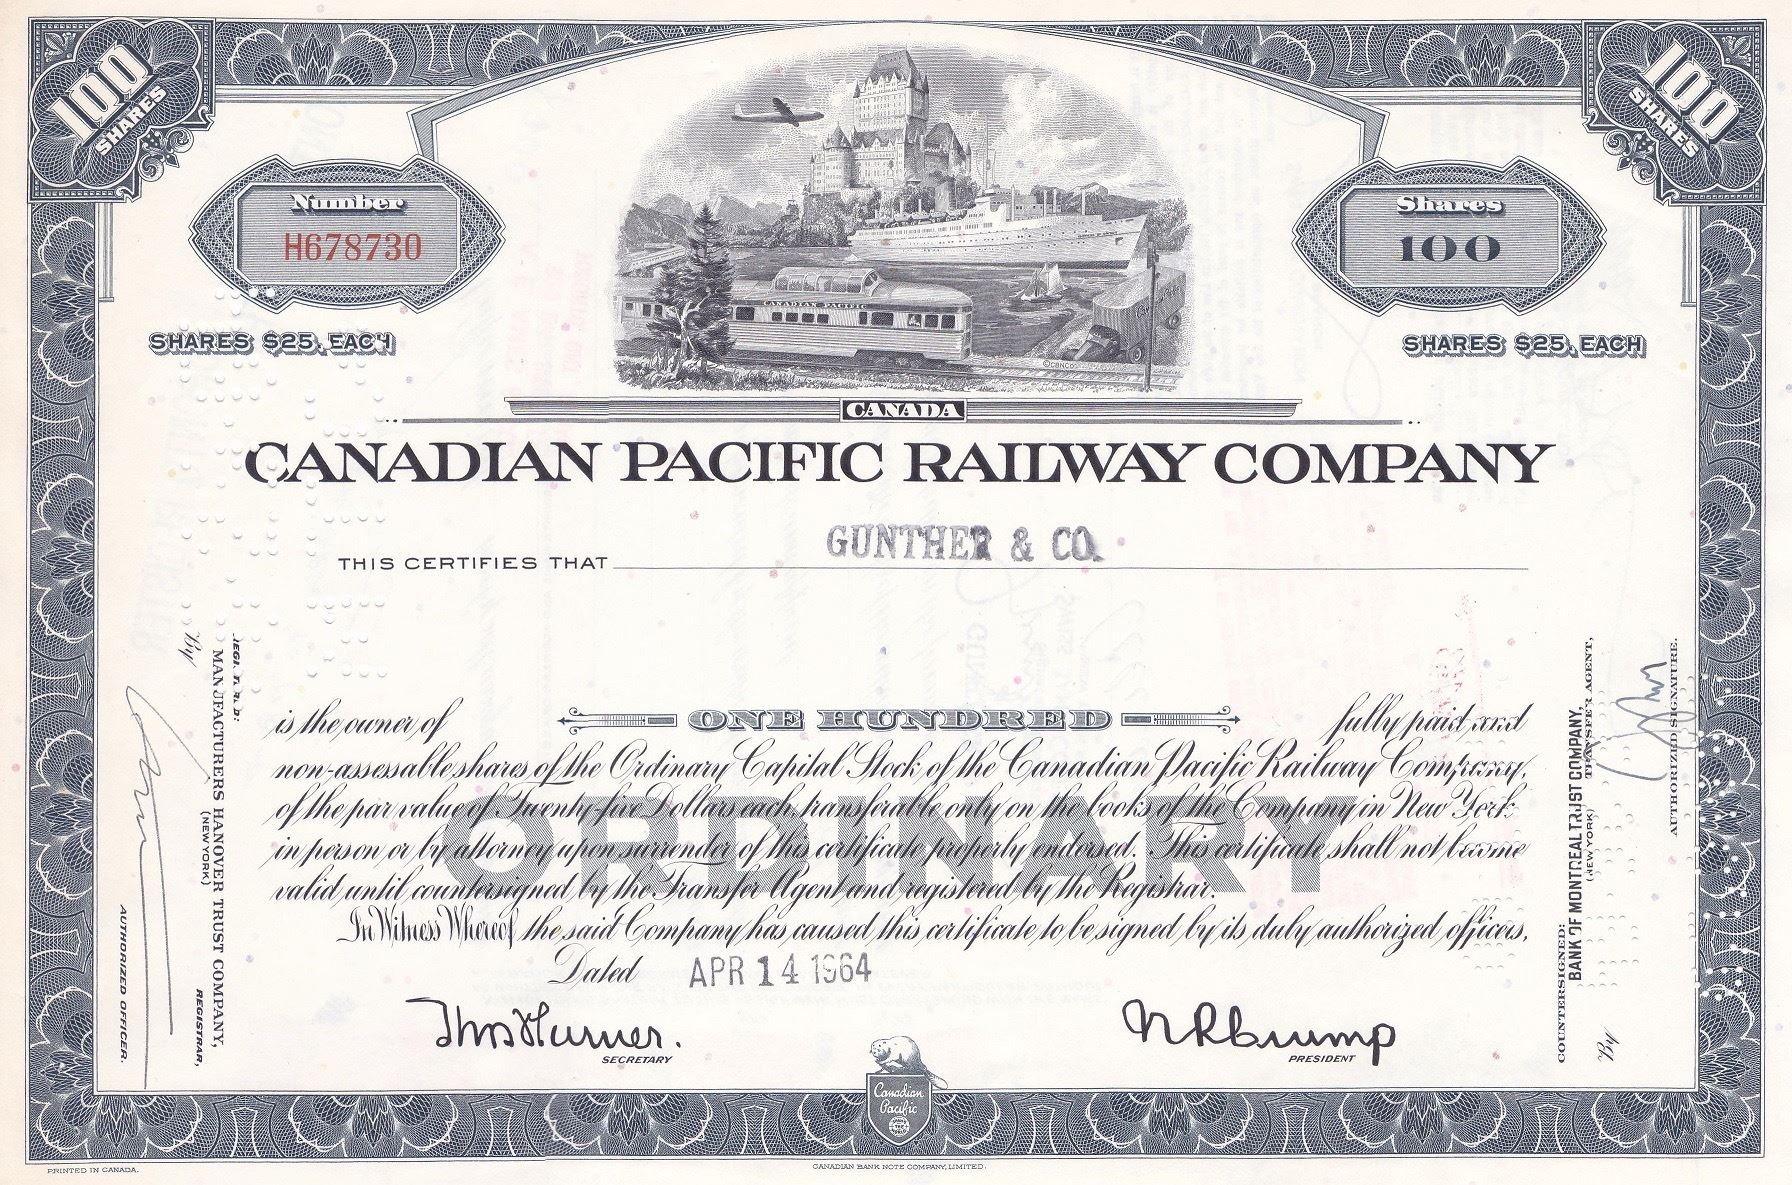 100 SHARES
100 SHARES
Number
H678730
Shares
100
SHARES $25. EACH
SHARES $25. EACH
CANADIAN PACIFIC
©CBNCO
CANADA
CANADIAN PACIFIC RAILWAY COMPANY
THIS CERTIFIES THAT GUNTHER & CO.
is the owner of ONE HUNDRED fully paid and
non-assessable shares of the Ordinary Capital Stock of the Canadian Pacific Railway Company,
of the par value of Twenty-five Dollars each, transferable only on the books of the Company in New York
in person or by attorney upon surrender of this certificate properly endorsed. This certificate shall not become
valid until countersigned by the Transfer Agent and registered by the Registrar.
ORDINARY
In Witness Whereof the said Company has caused this certificate to be signed by its duly authorized officers.
Dated APR 14 1964
SECRETARY
N R Crump
PRESIDENT
MANUFACTURERS HANOVER TRUST COMPANY,
(NEW YORK)
REGISTRAR,
By
AUTHORIZED OFFICER.
COUNTERSIGNED:
BANK OF MONTREAL TRUST COMPANY,
(NEW YORK)
TRANSFER AGENT,
By
AUTHORIZED SIGNATURE.
Canadian
Pacific
PRINTED IN CANADA.
CANADIAN BANK NOTE COMPANY, LIMITED.